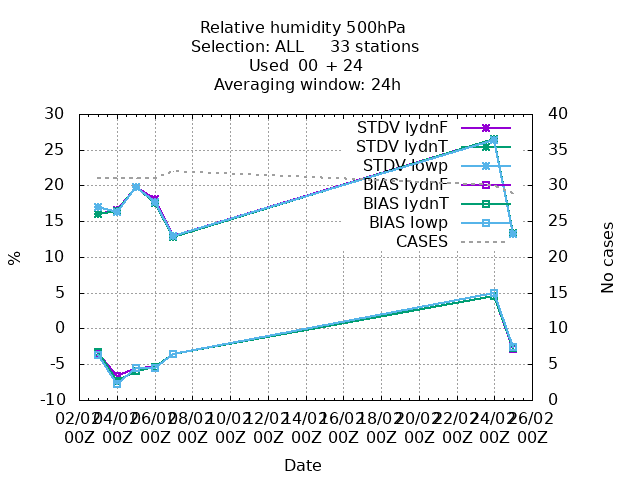 Relative humidity 500hPa
Selection: ALL 33 stations
Used 00 + 24
Averaging window: 24h
30 40
STDV lydnF
25 STDV lydnT 35
STDV lowp
20 BIAS lydnF 30
BIAS lydnT
15 BIAS lowp 25
CASES
10 20
5 15
0 10
-5 5
-10 0
% No cases
02/02 04/02 06/02 08/02 10/02 12/02 14/02 16/02 18/02 20/02 22/02 24/02 26/02
00Z 00Z 00Z 00Z 00Z 00Z 00Z 00Z 00Z 00Z 00Z 00Z 00Z
Date